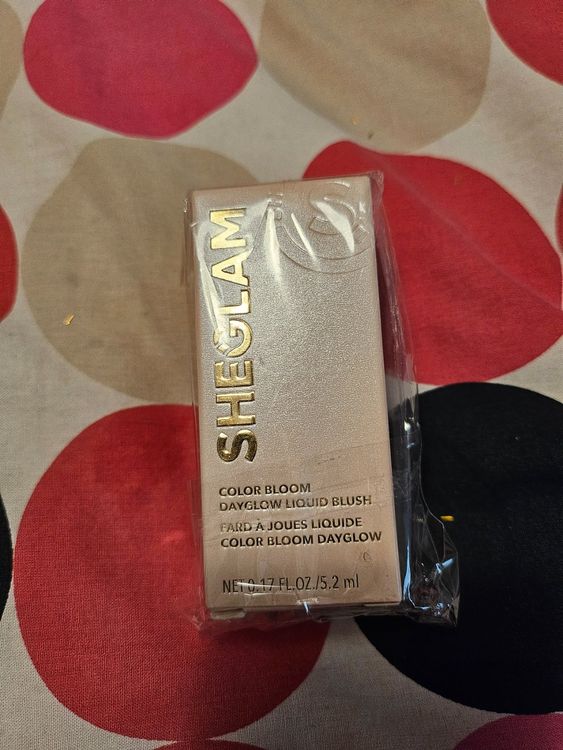 SHEGLAM
COLOR BLOOM
DAYGLOW LIQUID BLUSH
FARD À JOUES LIQUIDE
COLOR BLOOM DAYGLOW
NET 0.17 FL.OZ./5.2 ml